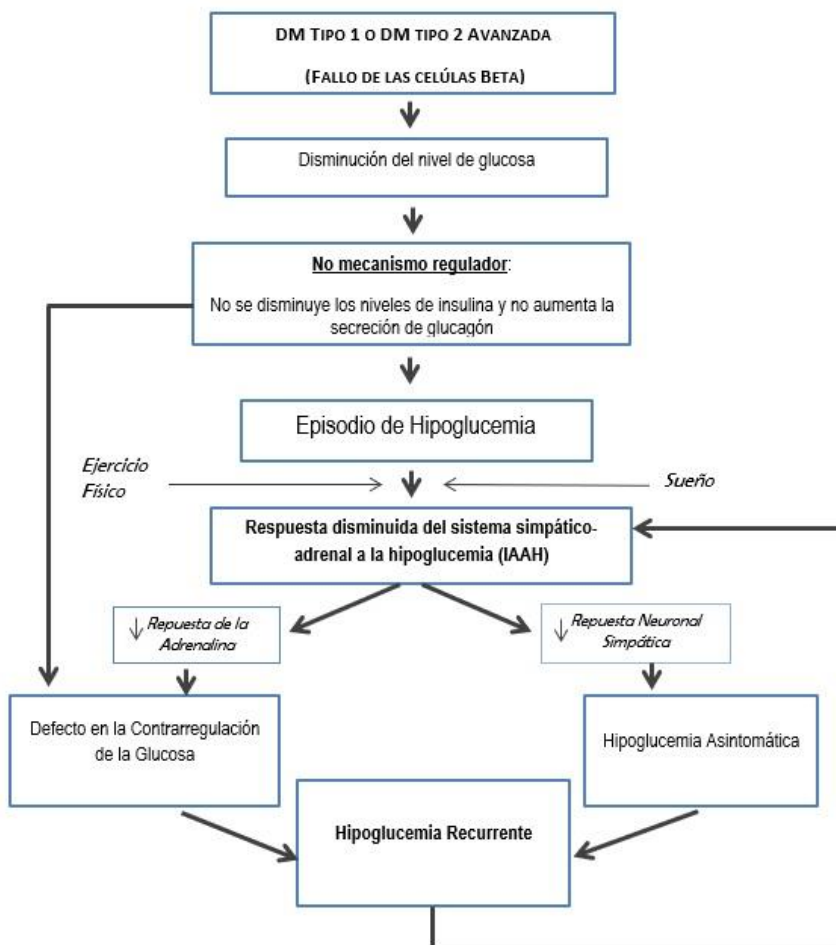 DM TIPO 1 O DM TIPO 2 AVANZADA
(FALLO DE LAS CELÚLAS BETA)
Disminución del nivel de glucosa
No mecanismo regulador:
No se disminuye los niveles de insulina y no aumenta la
secreción de glucagón
Episodio de Hipoglucemia
Ejercicio
Físico
Sueño
Respuesta disminuida del sistema simpático-
adrenal a la hipoglucemia (IAAH)
↓ Repuesta de la
Adrenalina
↓ Repuesta Neuronal
Simpática
Defecto en la Contrarregulación
de la Glucosa
Hipoglucemia Asintomática
Hipoglucemia Recurrente